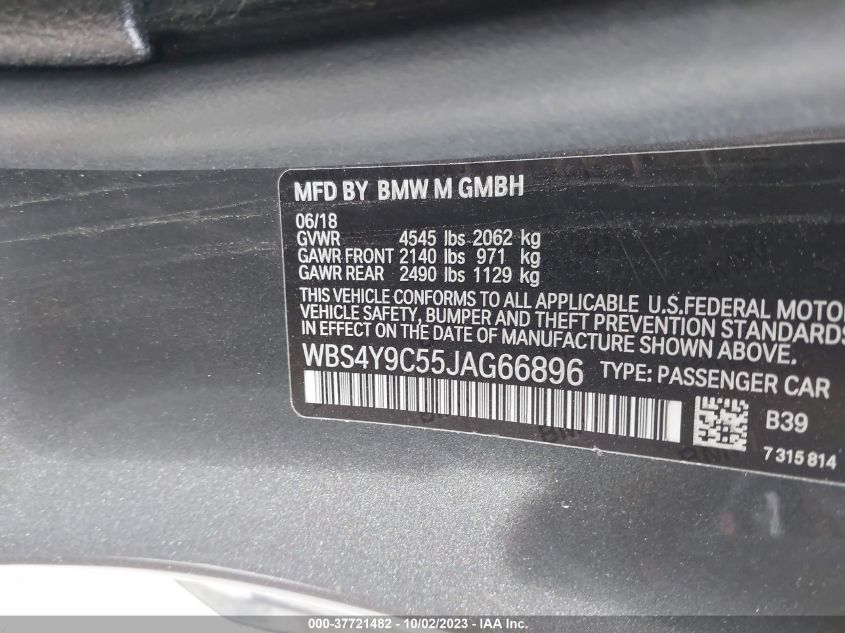 MFD BY BMW M GMBH
06/18
GVWR 4545 lbs 2062 kg
GAWR FRONT 2140 lbs 971 kg
GAWR REAR 2490 lbs 1129 kg
THIS VEHICLE CONFORMS TO ALL APPLICABLE U.S.FEDERAL MOTO
VEHICLE SAFETY, BUMPER AND THEFT PREVENTION STANDARDS
IN EFFECT ON THE DATE OF MANUFACTURE SHOWN ABOVE.
WBS4Y9C55JAG66896 TYPE: PASSENGER CAR
B39
7 315 814
000-37721482 - 10/02/2023 - IAA Inc.